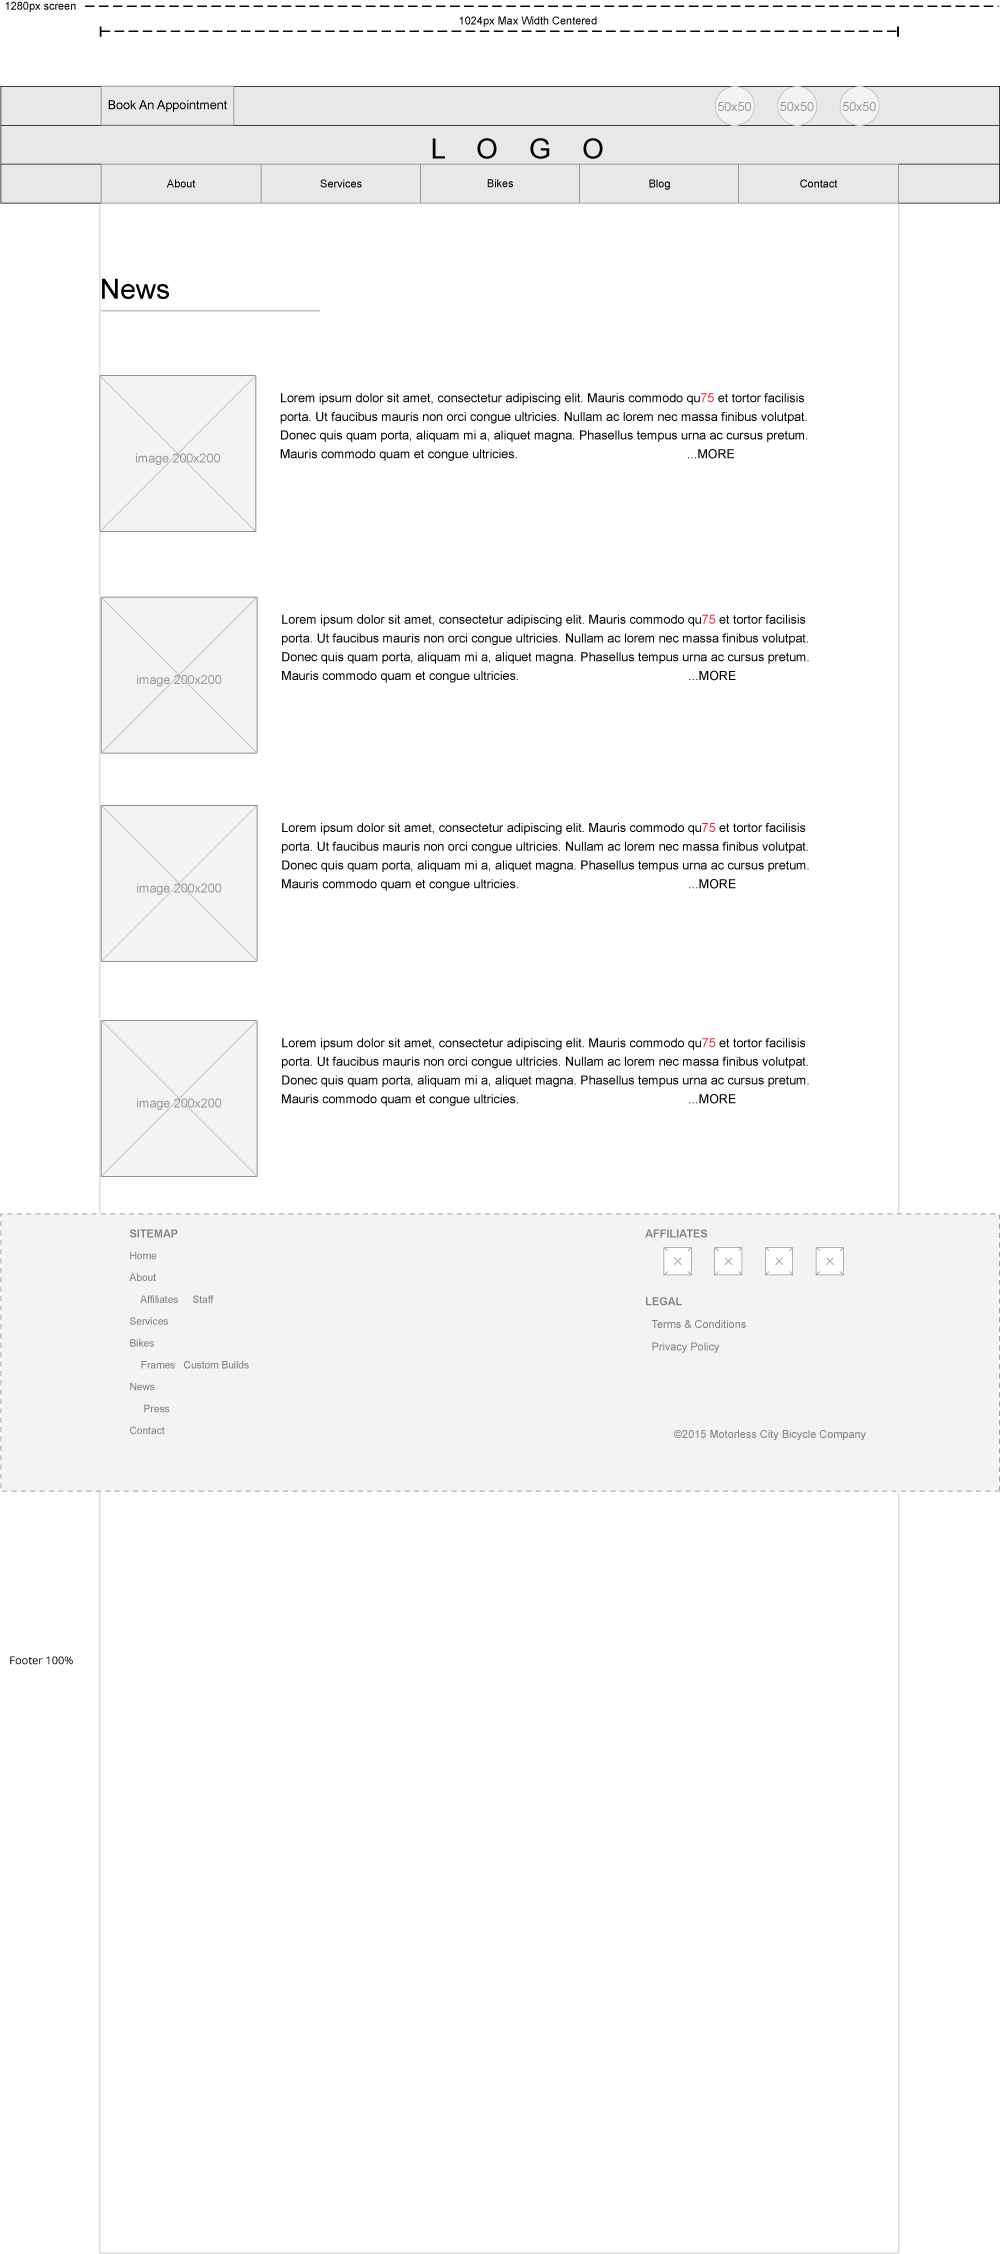 1280px screen
1024px Max Width Centered
Book An Appointment
50x50 50x50 50x50
L O G O
About Services Bikes Blog Contact
News
image 200x200
Lorem ipsum dolor sit amet, consectetur adipiscing elit. Mauris commodo qu75 et tortor facilisis
porta. Ut faucibus mauris non orci congue ultricies. Nullam ac lorem nec massa finibus volutpat.
Donec quis quam porta, aliquam mi a, aliquet magna. Phasellus tempus urna ac cursus pretum.
Mauris commodo quam et congue ultricies. ...MORE
image 200x200
Lorem ipsum dolor sit amet, consectetur adipiscing elit. Mauris commodo qu75 et tortor facilisis
porta. Ut faucibus mauris non orci congue ultricies. Nullam ac lorem nec massa finibus volutpat.
Donec quis quam porta, aliquam mi a, aliquet magna. Phasellus tempus urna ac cursus pretum.
Mauris commodo quam et congue ultricies. ...MORE
image 200x200
Lorem ipsum dolor sit amet, consectetur adipiscing elit. Mauris commodo qu75 et tortor facilisis
porta. Ut faucibus mauris non orci congue ultricies. Nullam ac lorem nec massa finibus volutpat.
Donec quis quam porta, aliquam mi a, aliquet magna. Phasellus tempus urna ac cursus pretum.
Mauris commodo quam et congue ultricies. ...MORE
image 200x200
Lorem ipsum dolor sit amet, consectetur adipiscing elit. Mauris commodo qu75 et tortor facilisis
porta. Ut faucibus mauris non orci congue ultricies. Nullam ac lorem nec massa finibus volutpat.
Donec quis quam porta, aliquam mi a, aliquet magna. Phasellus tempus urna ac cursus pretum.
Mauris commodo quam et congue ultricies. ...MORE
SITEMAP
Home
About
Affiliates Staff
Services
Bikes
Frames Custom Builds
News
Press
Contact
AFFILIATES
LEGAL
Terms & Conditions
Privacy Policy
©2015 Motorless City Bicycle Company
Footer 100%